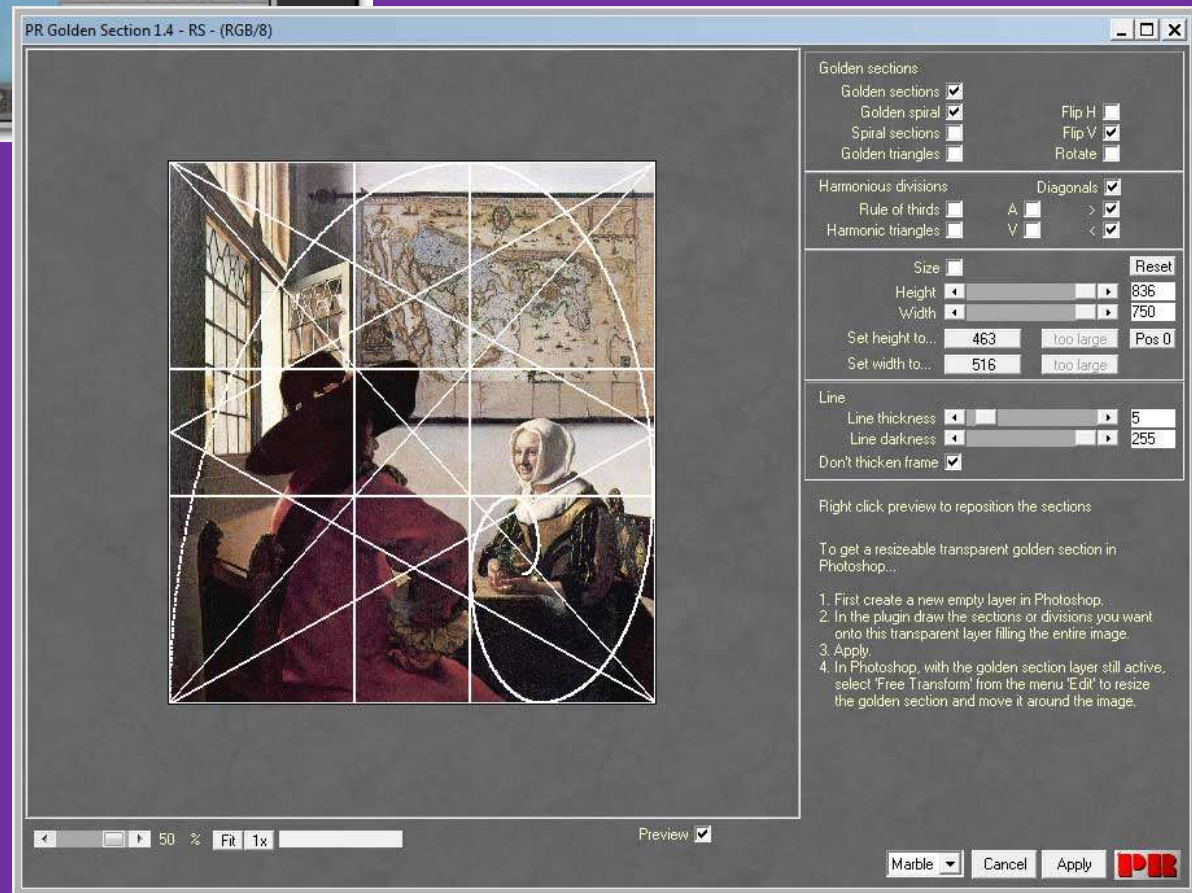 PR Golden Section 1.4 - RS - (RGB/8)
Golden sections
Golden sections
Golden spiral Flip H
Spiral sections Flip V
Golden triangles Rotate
Harmonious divisions Diagonals
Rule of thirds A >
Harmonic triangles V <
Size Reset
Height 836
Width 750
Set height to... 463 too large Pos 0
Set width to... 516 too large
Line
Line thickness 5
Line darkness 255
Don't thicken frame
Right click preview to reposition the sections
To get a resizeable transparent golden section in
Photoshop...
1. First create a new empty layer in Photoshop.
2. In the plugin draw the sections or divisions you want
onto this transparent layer filling the entire image.
3. Apply.
4. In Photoshop, with the golden section layer still active,
select 'Free Transform' from the menu 'Edit' to resize
the golden section and move it around the image.
50 % Fit 1x Preview
Marble Cancel Apply PR